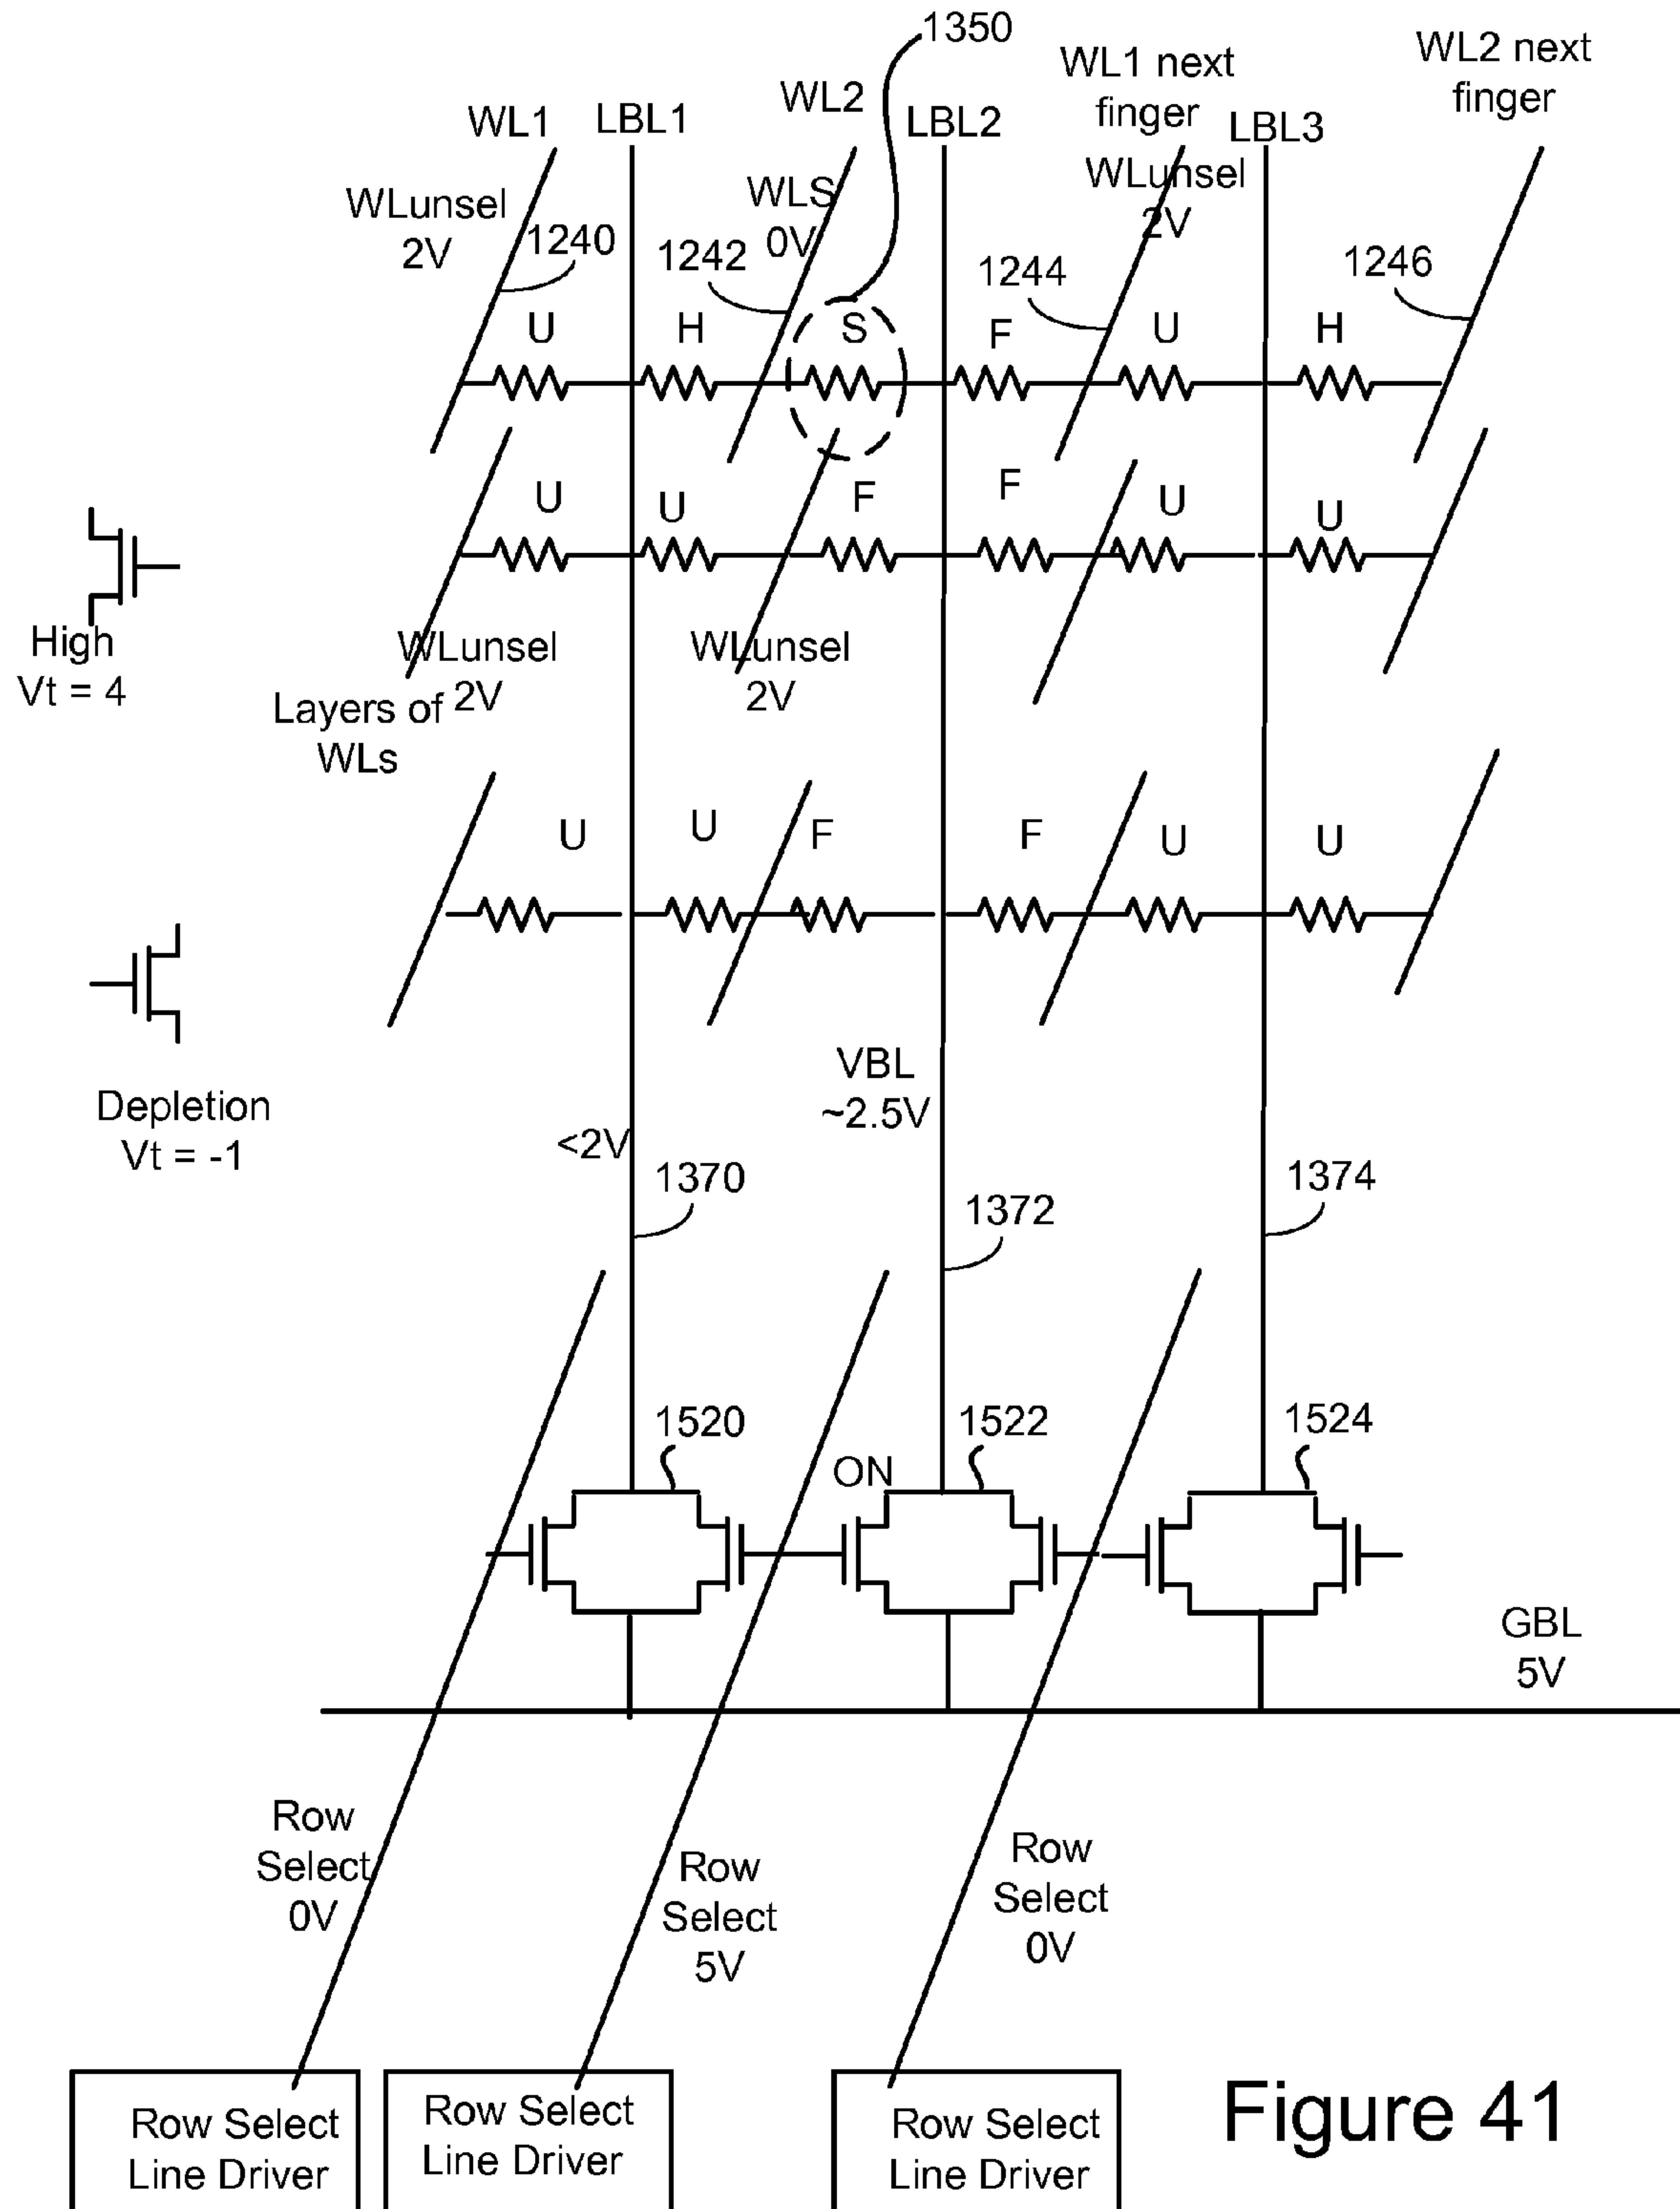 1350
WL1
LBL1
WL2
LBL2
WL1 next
finger
LBL3
WL2 next
finger
WLunsel
2V
1240
1242
WLS
0V
1244
WLunsel
2V
1246
U
H
S
F
U
H
U
U
F
F
U
U
High
Vt = 4
WLunsel
2V
WLunsel
2V
Layers of
WLs
U
U
F
F
U
U
Depletion
Vt = -1
<2V
VBL
~2.5V
1370
1372
1374
1520
ON
1522
1524
GBL
5V
Row
Select
0V
Row
Select
5V
Row
Select
0V
Row Select
Line Driver
Row Select
Line Driver
Row Select
Line Driver
Figure 41